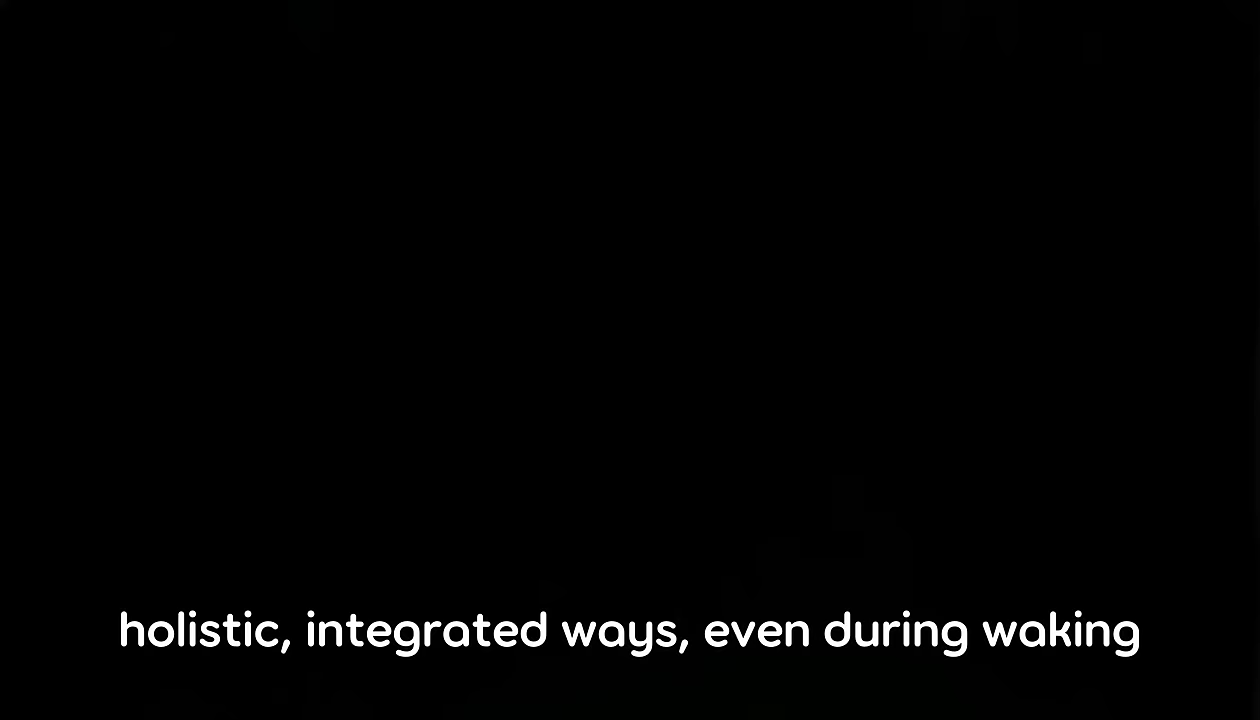 holistic, integrated ways, even during waking